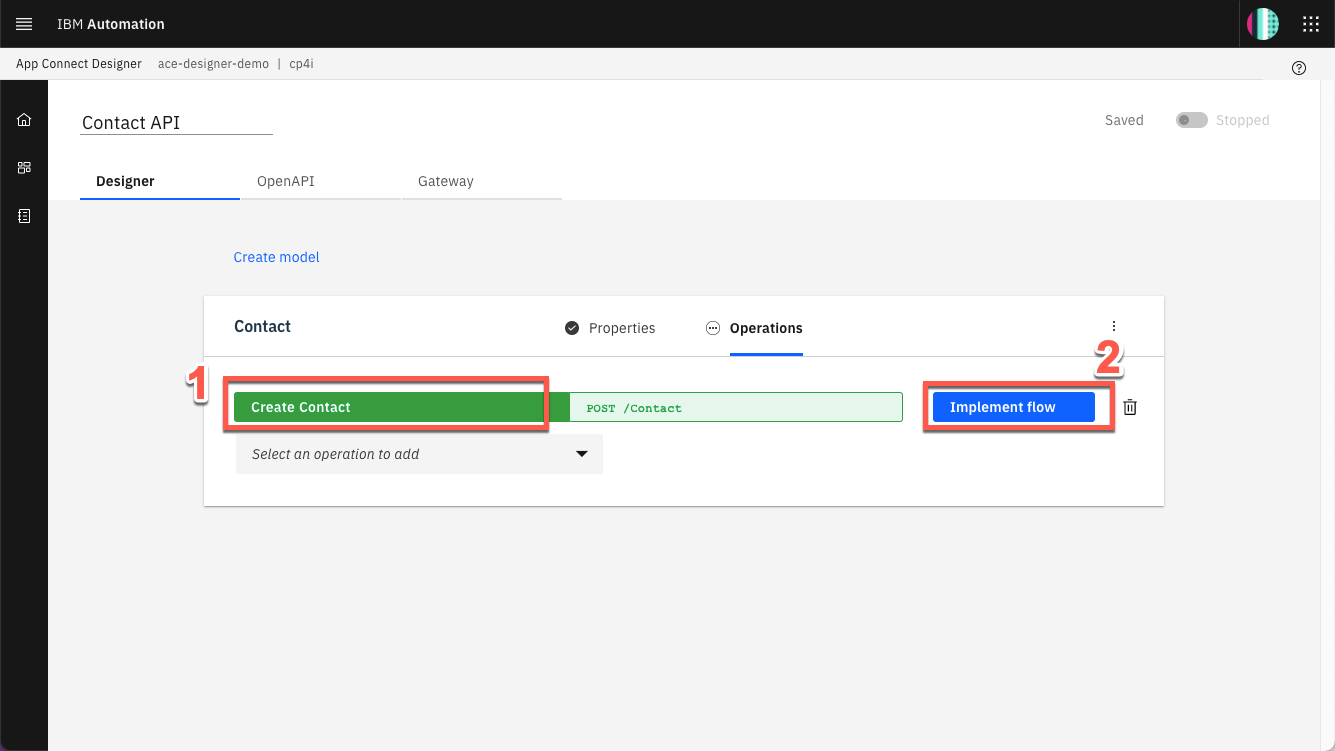 IBM Automation
App Connect Designer ace-designer-demo | cp4i
Contact API
Saved
Stopped
Designer
OpenAPI
Gateway
Create model
Contact
Properties
Operations
1
2
Create Contact
POST /Contact
Implement flow
Select an operation to add